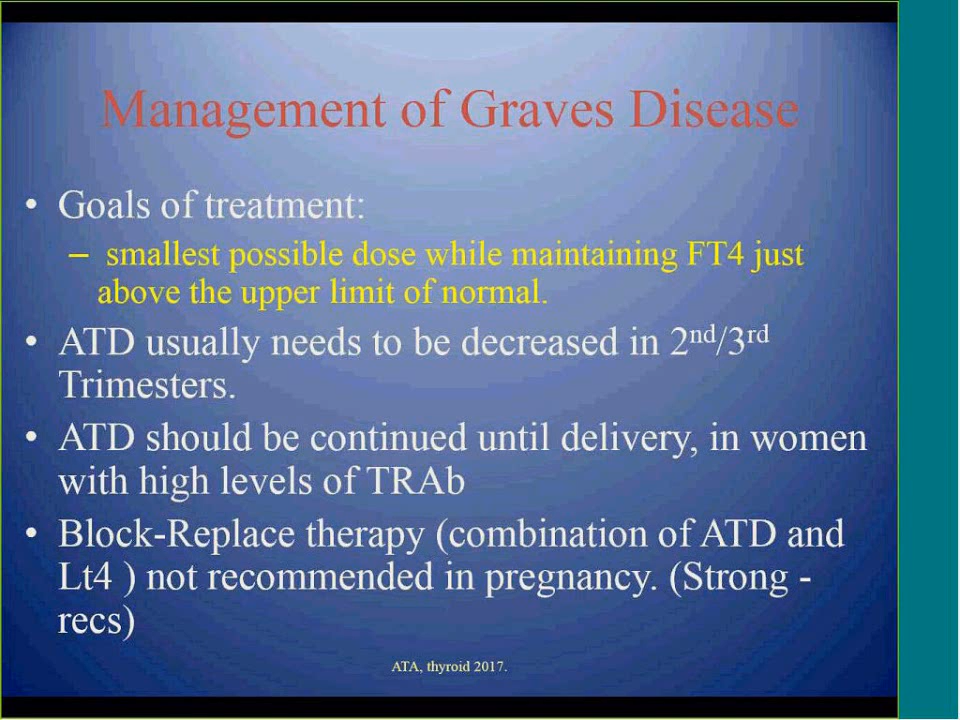 Management of Graves Disease
• Goals of treatment:
– smallest possible dose while maintaining FT4 just
above the upper limit of normal.
• ATD usually needs to be decreased in 2nd/3rd
Trimesters.
• ATD should be continued until delivery, in women
with high levels of TRAb
• Block-Replace therapy (combination of ATD and
Lt4 ) not recommended in pregnancy. (Strong -
recs)
ATA, thyroid 2017.